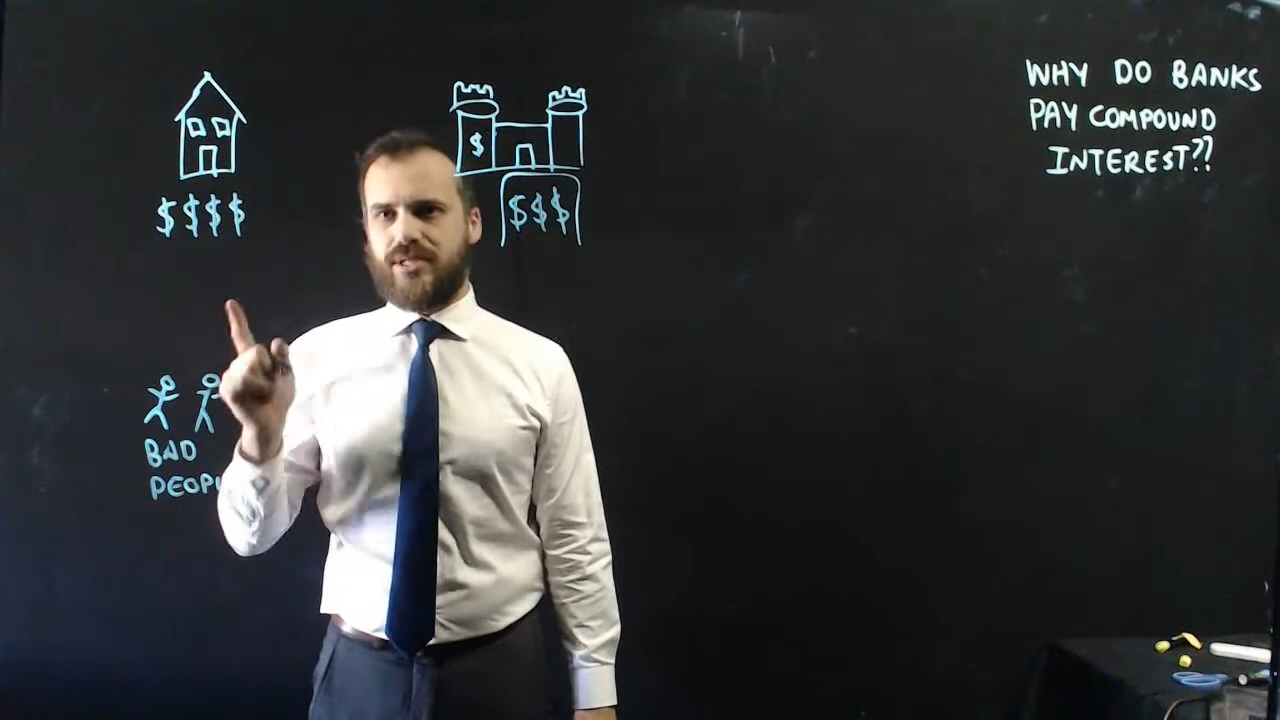 WHY DO BANKS
PAY COMPOUND
INTEREST??
$
$$$$
$$$
BAD